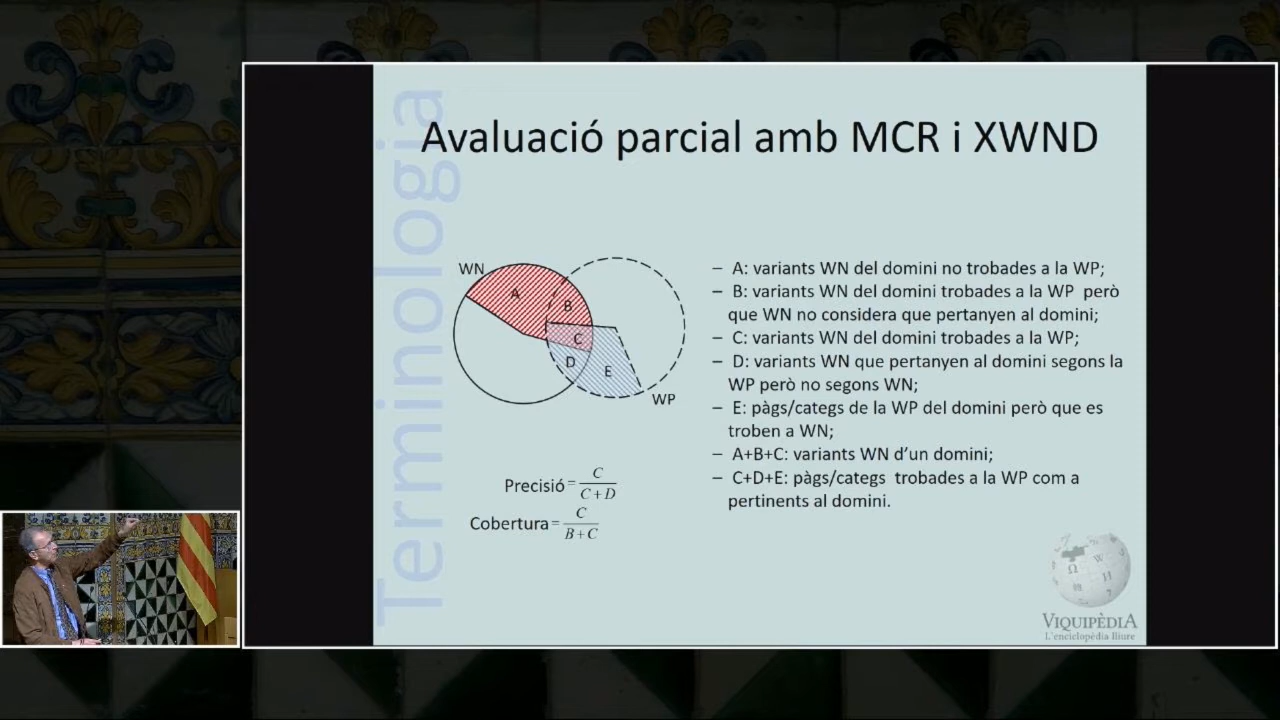 Terminologia
Avaluació parcial amb MCR i XWND
WN
A
B
C
D
E
WP
Precisió = C
C + D
Cobertura = C
B + C
– A: variants WN del domini no trobades a la WP;
– B: variants WN del domini trobades a la WP però
que WN no considera que pertanyen al domini;
– C: variants WN del domini trobades a la WP;
– D: variants WN que pertanyen al domini segons la
WP però no segons WN;
– E: pàgs/categs de la WP del domini però que es
troben a WN;
– A+B+C: variants WN d’un domini;
– C+D+E: pàgs/categs trobades a la WP com a
pertinents al domini.
Ω
W
И
7
VIQUIPÈDIA
L'enciclopèdia lliure